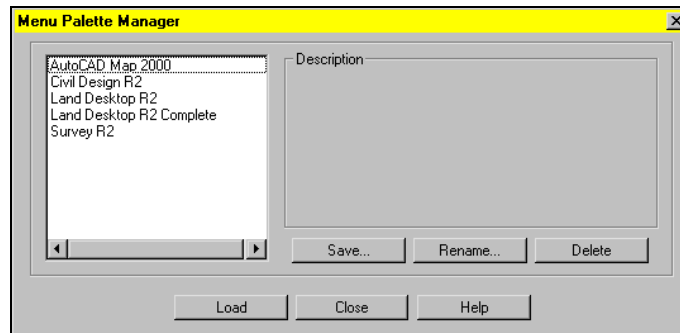 Menu Palette Manager
AutoCAD Map 2000
Civil Design R2
Land Desktop R2
Land Desktop R2 Complete
Survey R2
Description
Save...
Rename...
Delete
Load
Close
Help